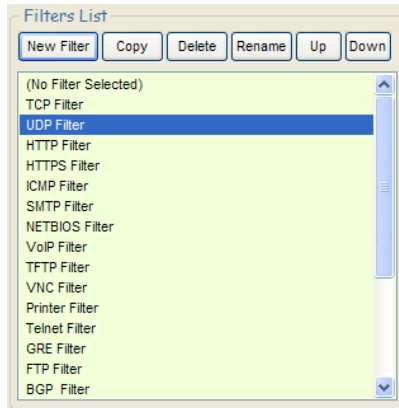 Filters List
New Filter Copy Delete Rename Up Down
(No Filter Selected)
TCP Filter
UDP Filter
HTTP Filter
HTTPS Filter
ICMP Filter
SMTP Filter
NETBIOS Filter
VoIP Filter
TFTP Filter
VNC Filter
Printer Filter
Telnet Filter
GRE Filter
FTP Filter
BGP Filter